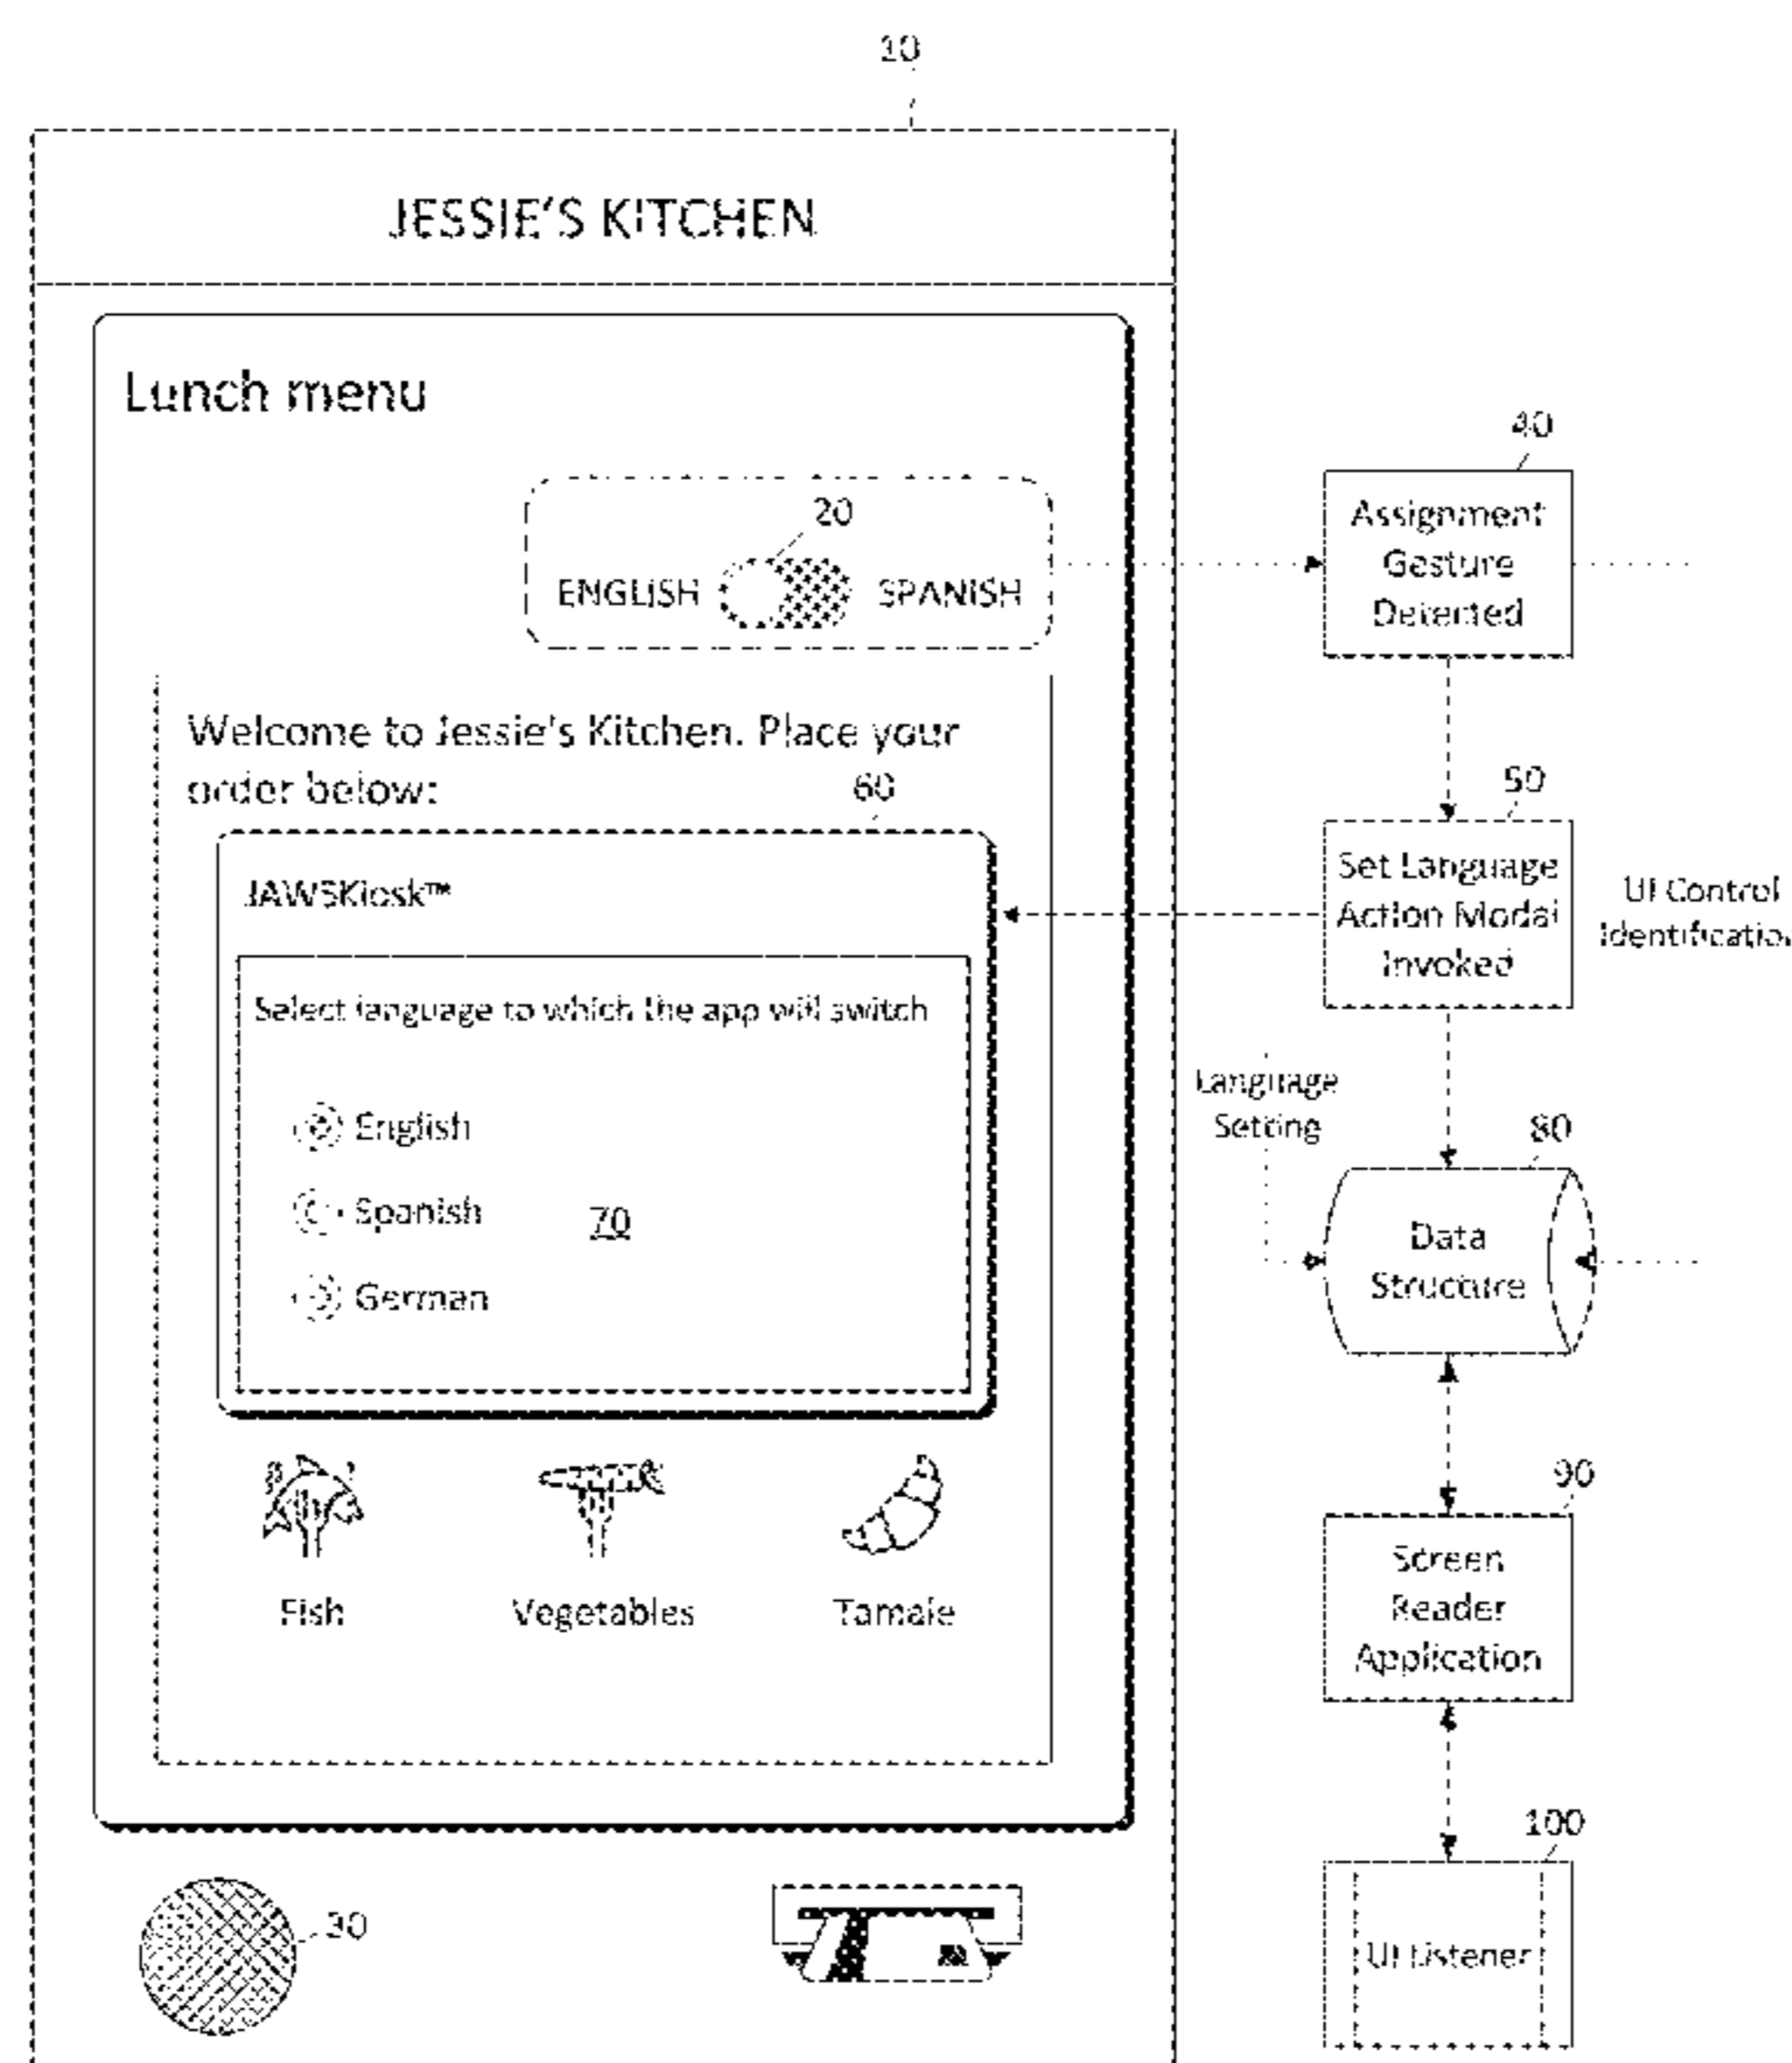 10
JESSIE'S KITCHEN
Lunch menu
20
ENGLISH SPANISH
Welcome to Jessie's Kitchen. Place your
order below:
60
JAWSKiosk™
Select language to which the app will switch
English
Spanish
70
German
Fish Vegetables Tamale
30
40
Assignment
Gesture
Detected
50
Set Language
Action Modal
Invoked
UI Control
Language
Setting
80
Data
Structure
90
Screen
Reader
Application
100
UI Listener